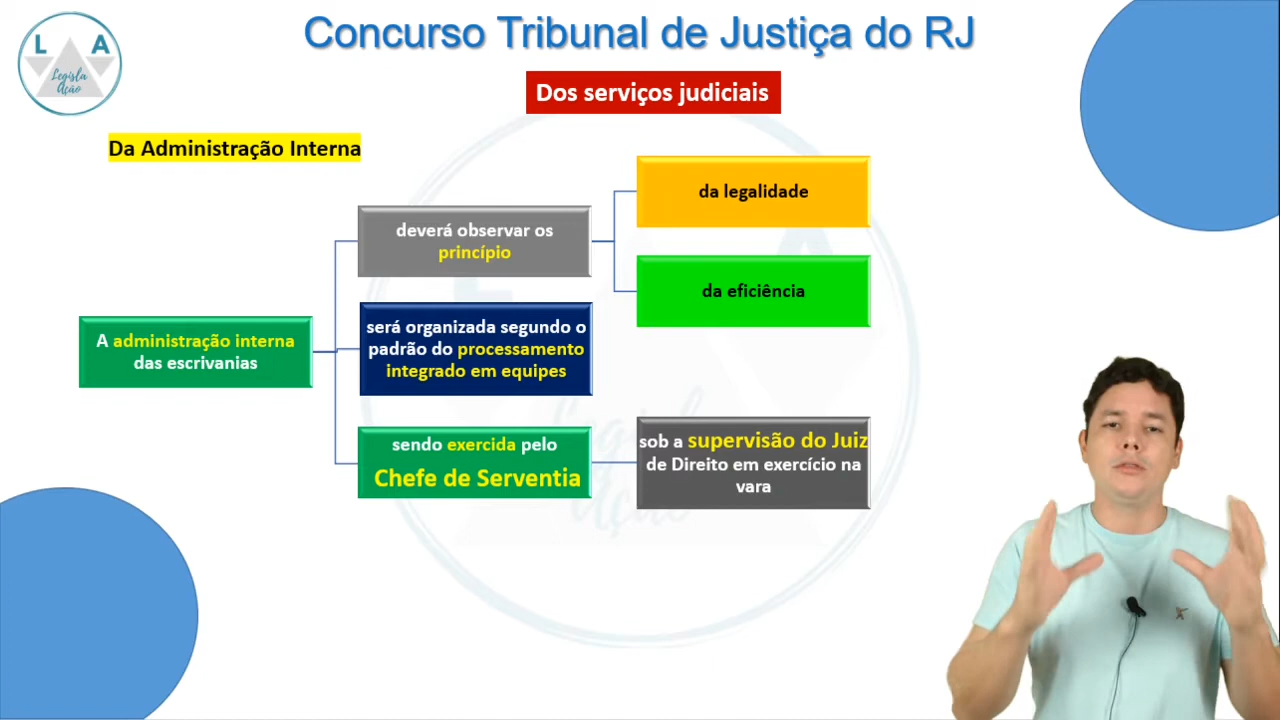 Concurso Tribunal de Justiça do RJ
L A
Legisla
Ação
Dos serviços judiciais
Da Administração Interna
A administração interna
das escrivanias
deverá observar os
princípio
da legalidade
da eficiência
será organizada segundo o
padrão do processamento
integrado em equipes
sendo exercida pelo
Chefe de Serventia
sob a supervisão do Juiz
de Direito em exercício na
vara